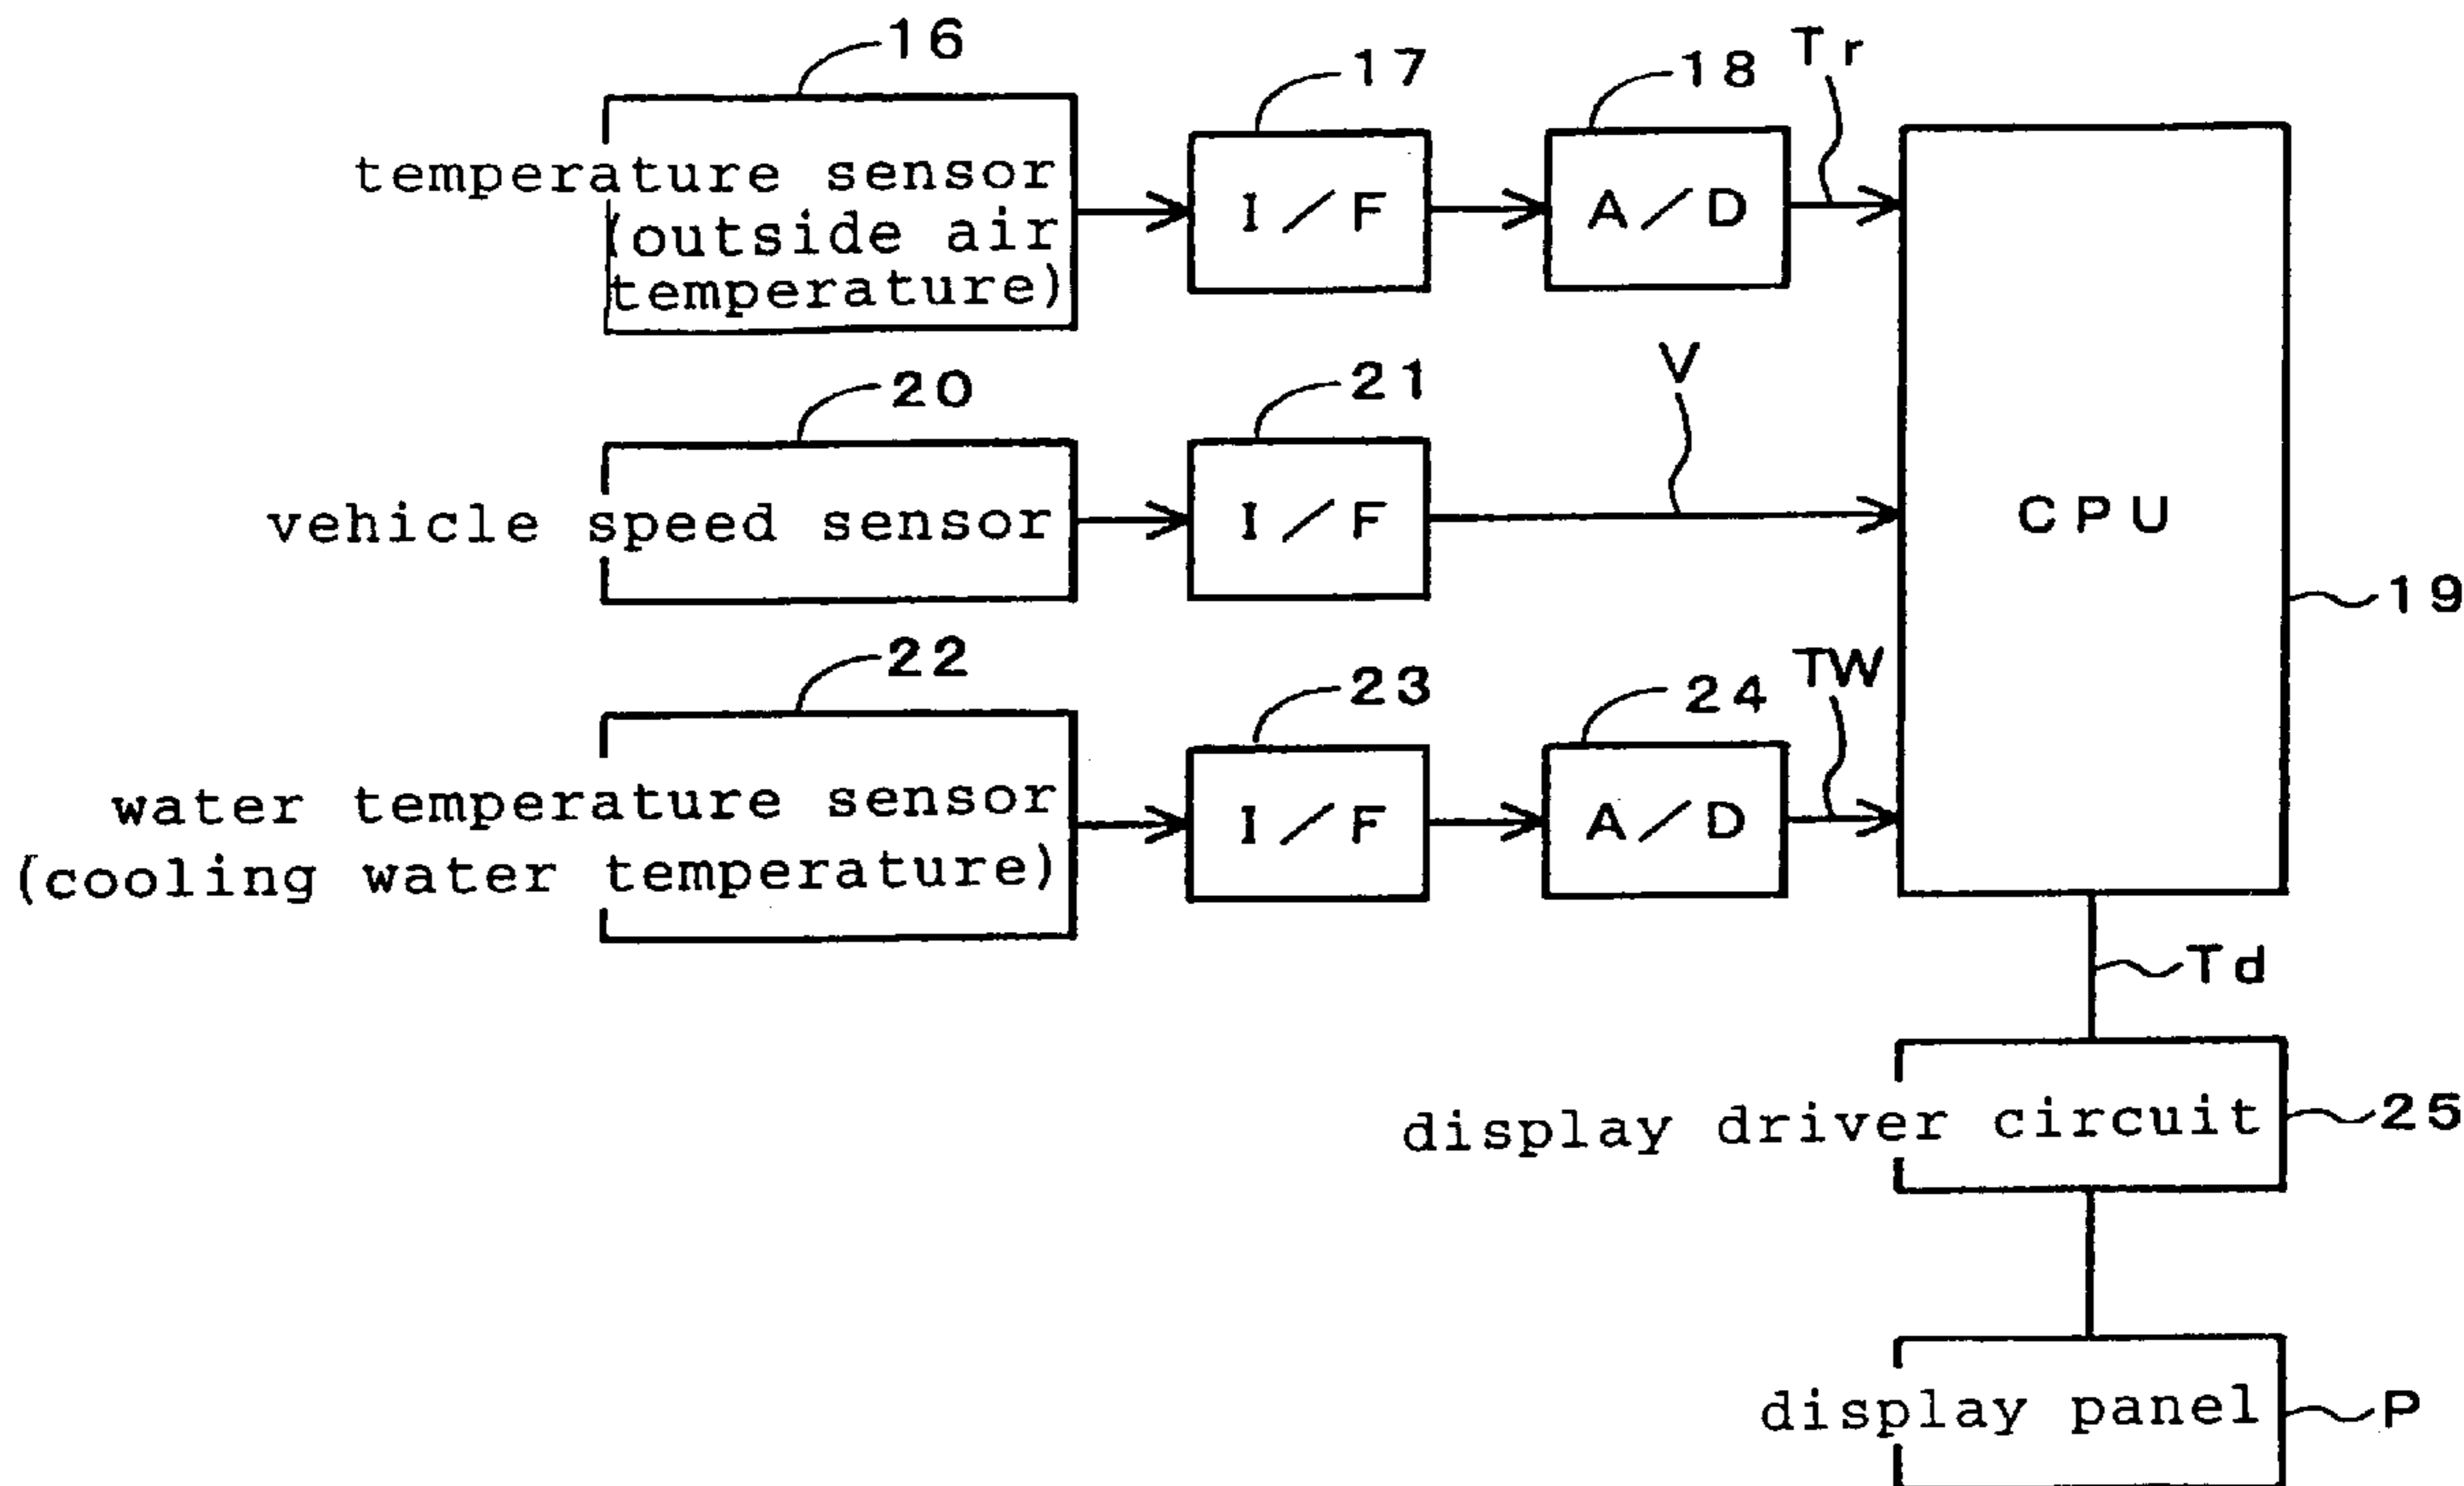 16
17
18
Tr
temperature sensor
(outside air
temperature)
I/F
A/D
20
21
V
vehicle speed sensor
I/F
CPU
19
22
23
24
TW
water temperature sensor
(cooling water temperature)
I/F
A/D
Td
display driver circuit
25
display panel
P